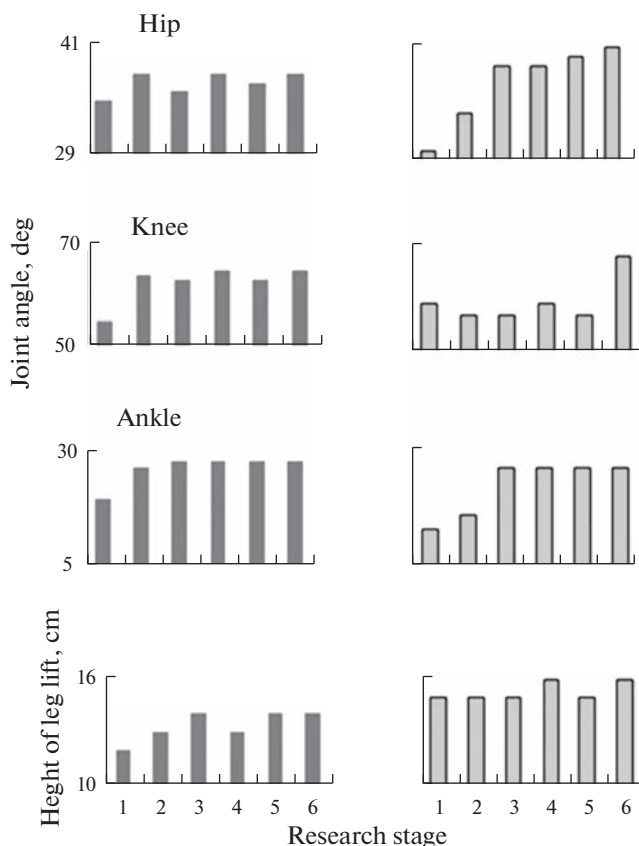 Hip
41
29
Knee
70
50
Joint angle, deg
Ankle
30
5
Heght of leg lift, cm
16
10
1 2 3 4 5 6
1 2 3 4 5 6
Research stage